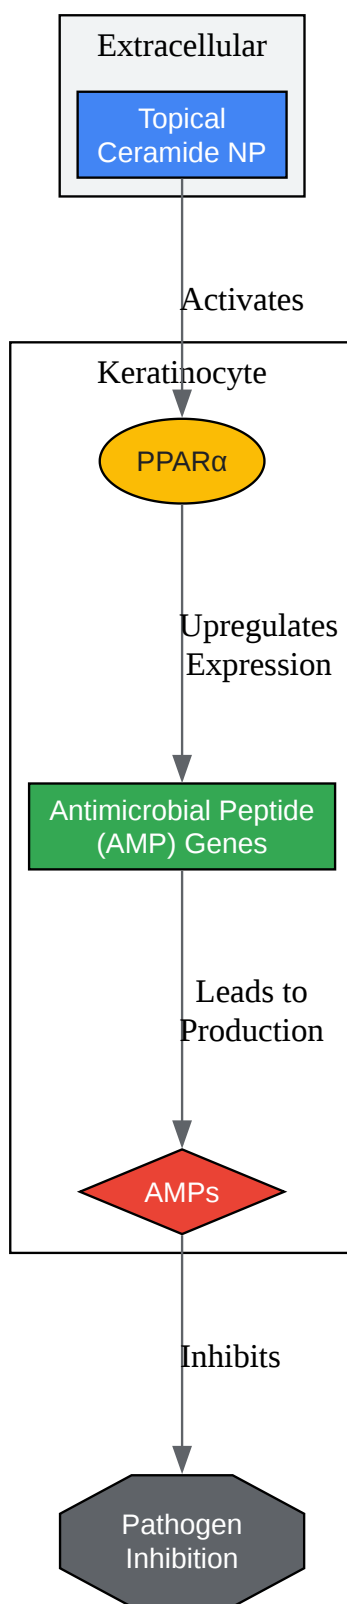 Extracellular
Topical
Ceramide NP
Activates
Keratinocyte
PPARα
Upregulates
Expression
Antimicrobial Peptide
(AMP) Genes
Leads to
Production
AMPs
Inhibits
Pathogen
Inhibition